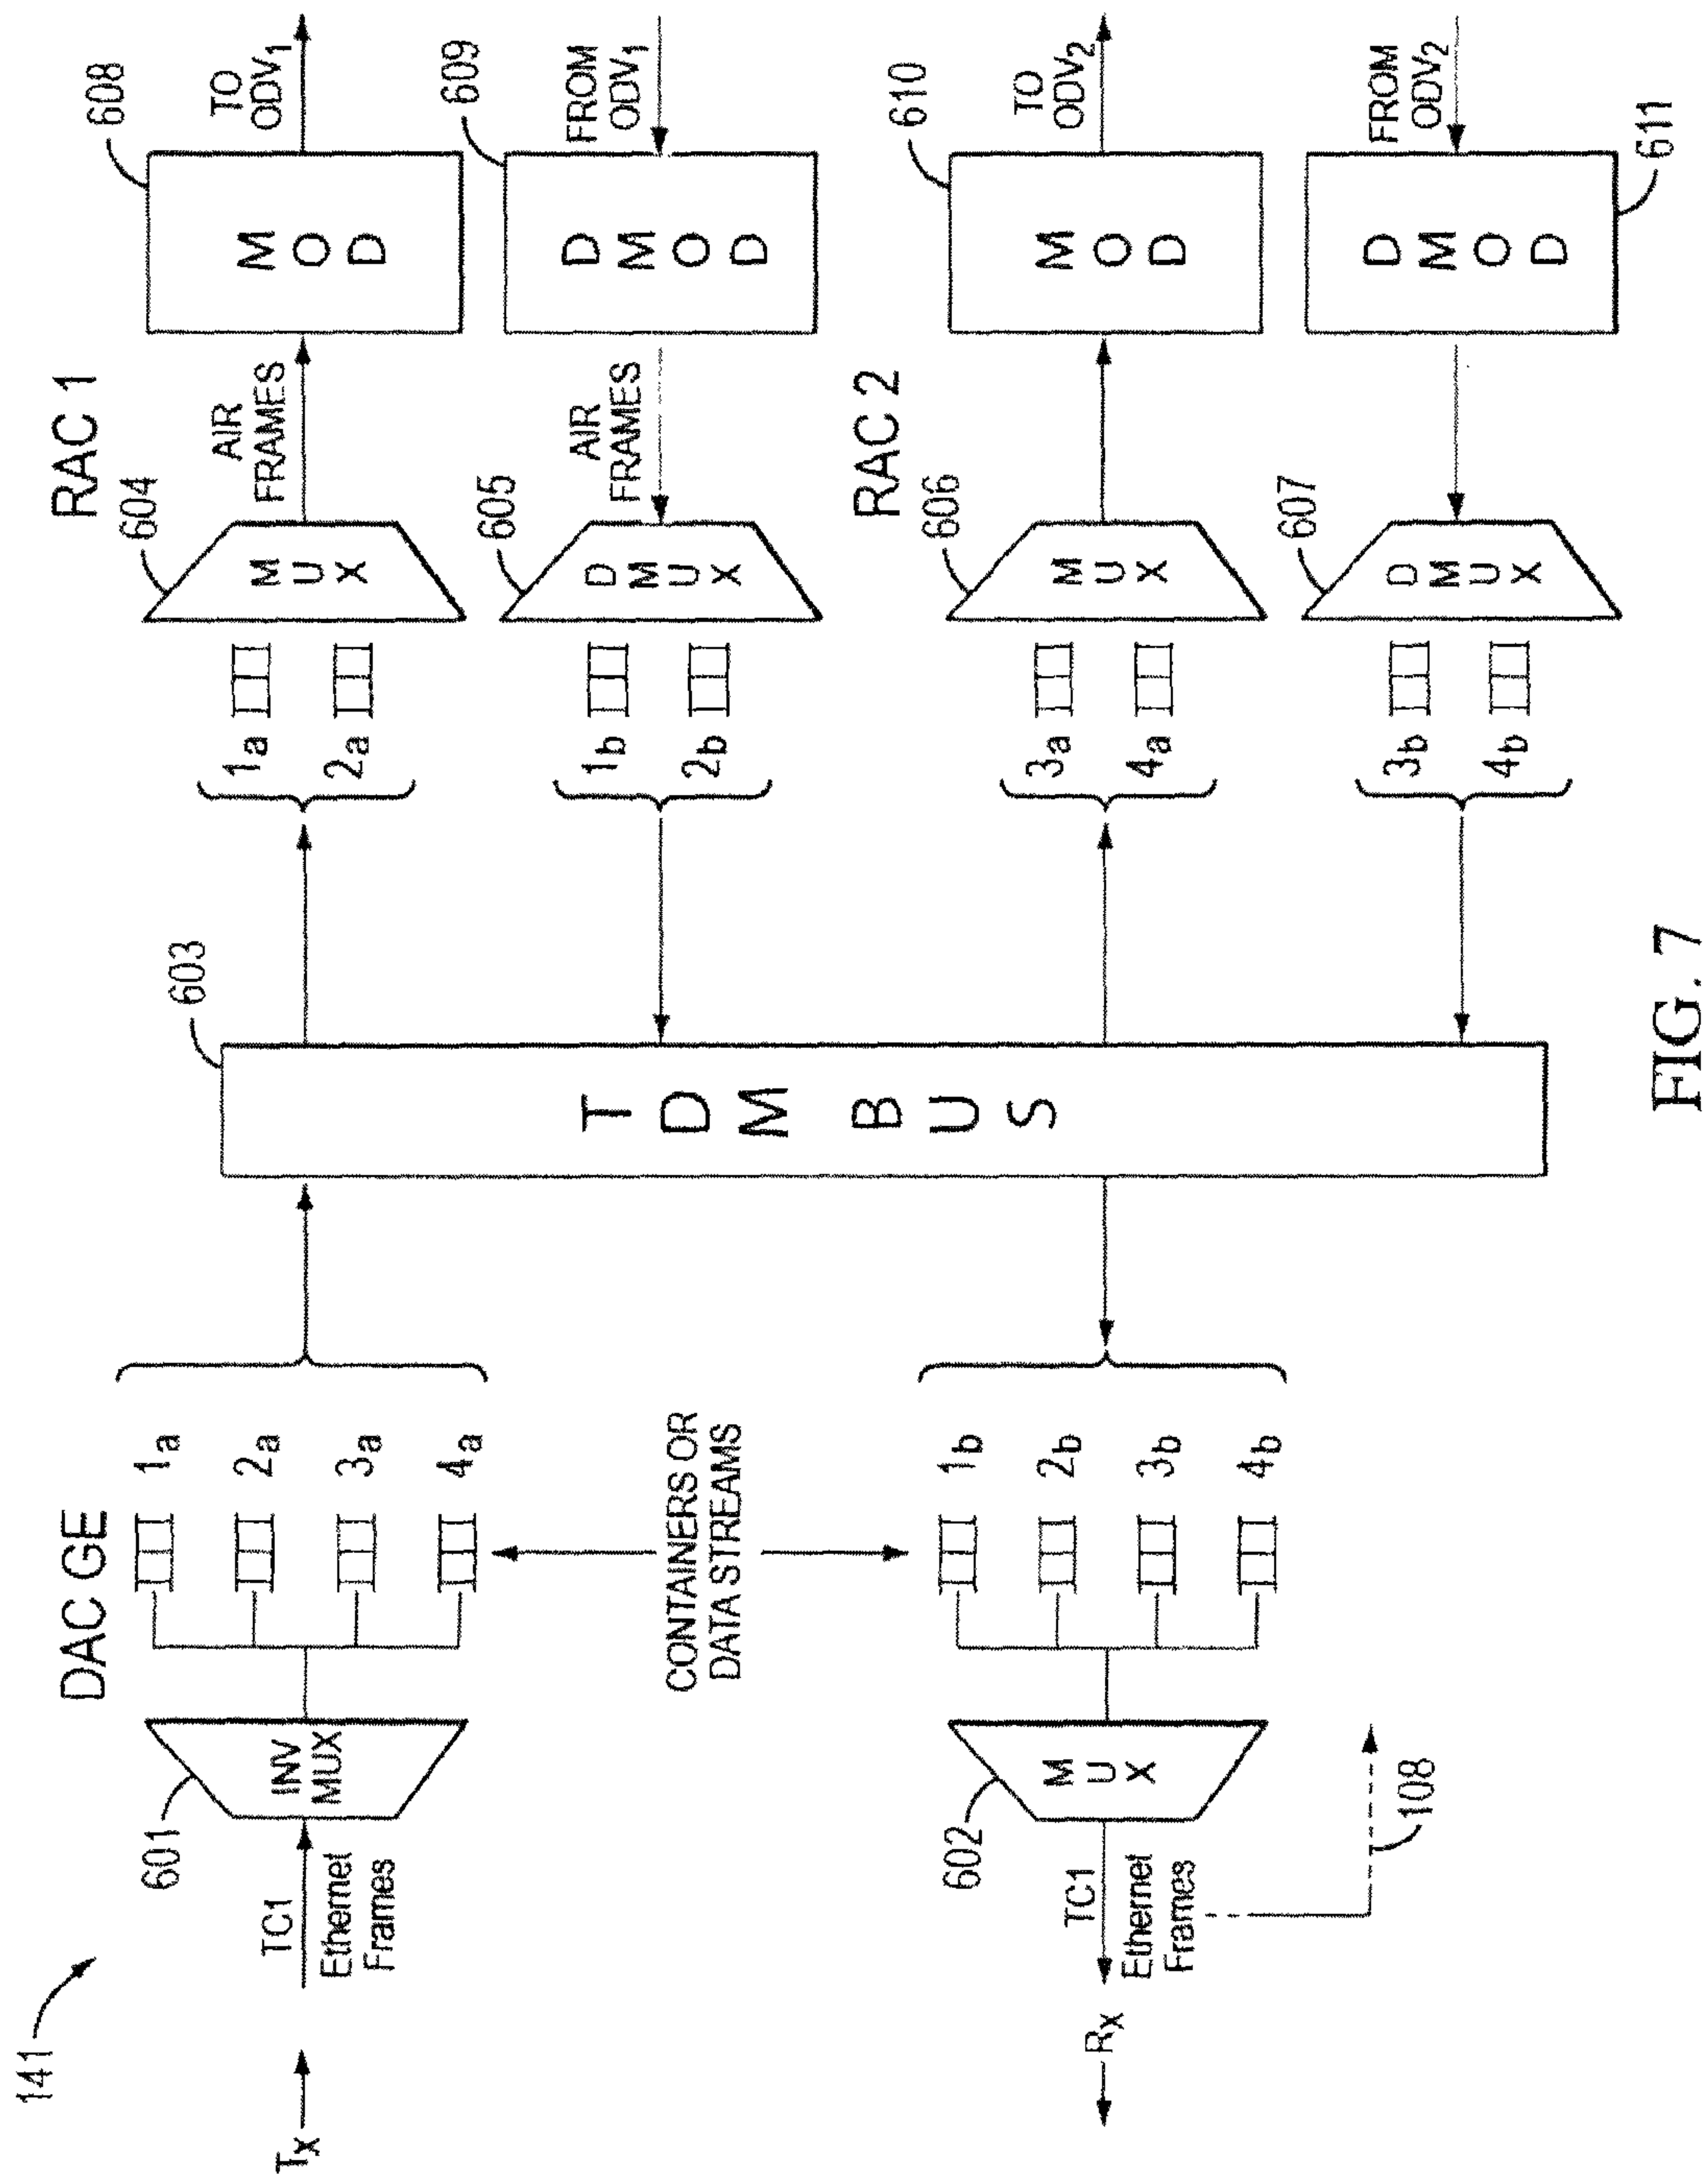 141
Tx
TC1
Ethernet
Frames
601
INV
MUX
DAC GE
1a
2a
3a
4a
CONTAINERS OR
DATA STREAMS
Rx
TC1
Ethernet
Frames
108
602
MUX
1b
2b
3b
4b
603
TDM BUS
RAC 1
1a
2a
604
MUX
AIR
FRAMES
608
MOD
TO
ODV1
1b
2b
605
DMUX
AIR
FRAMES
609
DMOD
FROM
ODV1
RAC 2
3a
4a
606
MUX
610
MOD
TO
ODV2
3b
4b
607
DMUX
611
DMOD
FROM
ODV2
FIG. 7